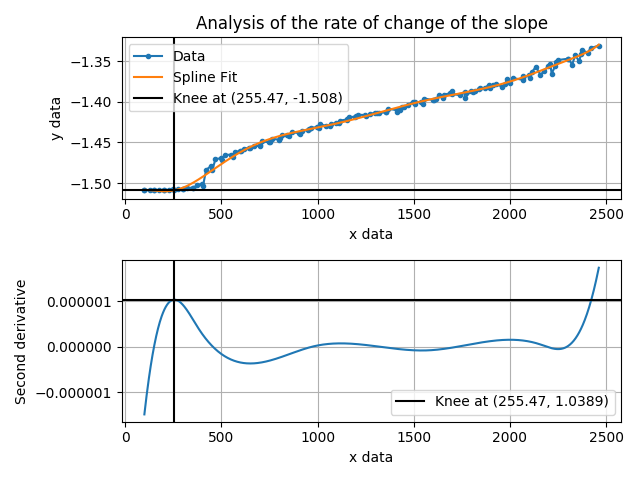 Analysis of the rate of change of the slope
Data
Spline Fit
Knee at (255.47, -1.508)
−1.35
−1.40
−1.45
−1.50
y data
0 500 1000 1500 2000 2500
x data
0.000001
0.000000
−0.000001
Second derivative
Knee at (255.47, 1.0389)
0 500 1000 1500 2000 2500
x data